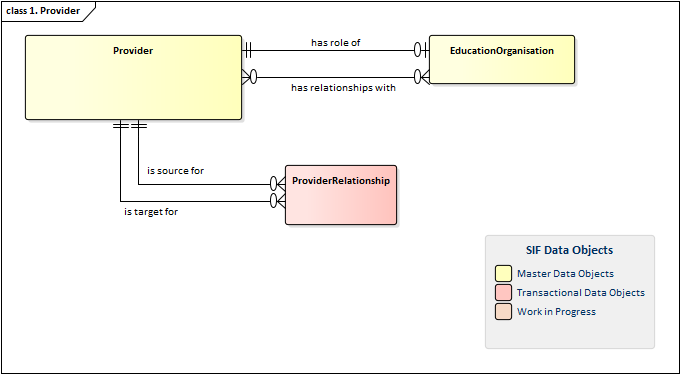 class 1. Provider
Provider
has role of
EducationOrganisation
has relationships with
is source for
ProviderRelationship
is target for
SIF Data Objects
Master Data Objects
Transactional Data Objects
Work in Progress